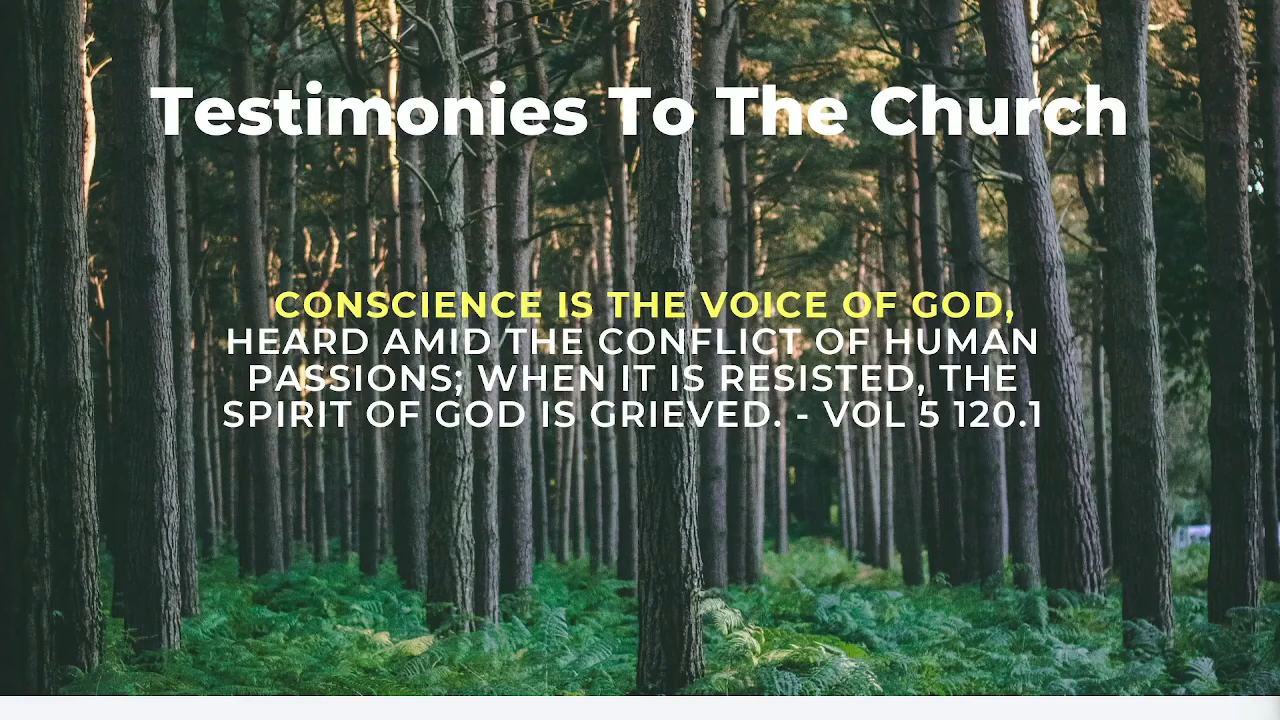 Testimonies To The Church
CONSCIENCE IS THE VOICE OF GOD,
HEARD AMID THE CONFLICT OF HUMAN
PASSIONS; WHEN IT IS RESISTED, THE
SPIRIT OF GOD IS GRIEVED. - VOL 5 120.1